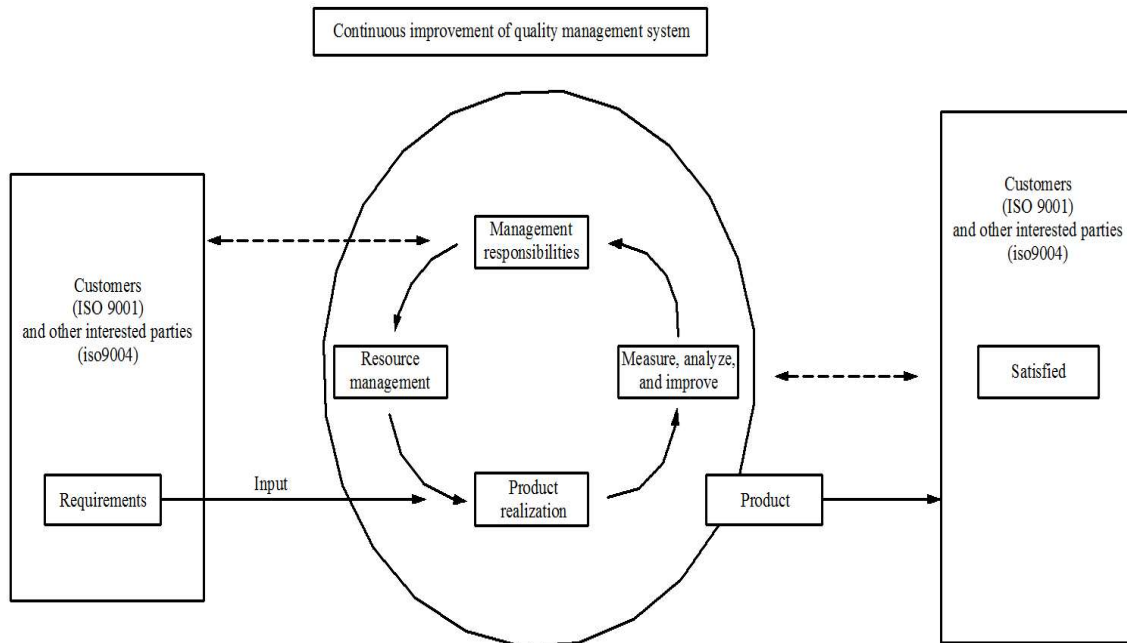 Continuous improvement of quality management system
Customers
(ISO 9001)
and other interested parties
(iso9004)
Requirements
Input
Management
responsibilities
Resource
management
Measure, analyze,
and improve
Product
realization
Product
Customers
(ISO 9001)
and other interested parties
(iso9004)
Satisfied